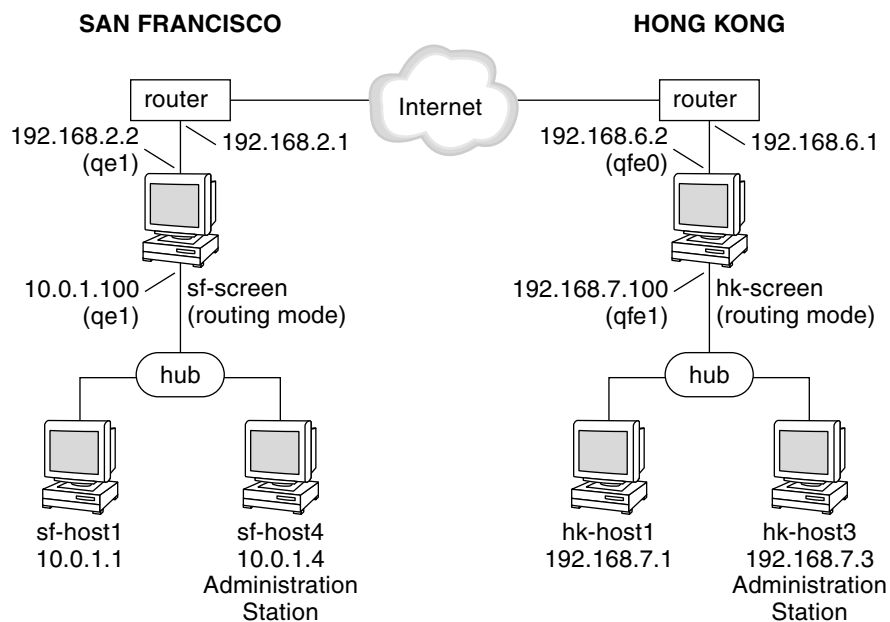 SAN FRANCISCO
HONG KONG
router
Internet
router
192.168.2.2
(qe1)
192.168.2.1
192.168.6.2
(qfe0)
192.168.6.1
10.0.1.100
(qe1)
sf-screen
(routing mode)
192.168.7.100
(qfe1)
hk-screen
(routing mode)
hub
hub
sf-host1
10.0.1.1
sf-host4
10.0.1.4
Administration
Station
hk-host1
192.168.7.1
hk-host3
192.168.7.3
Administration
Station